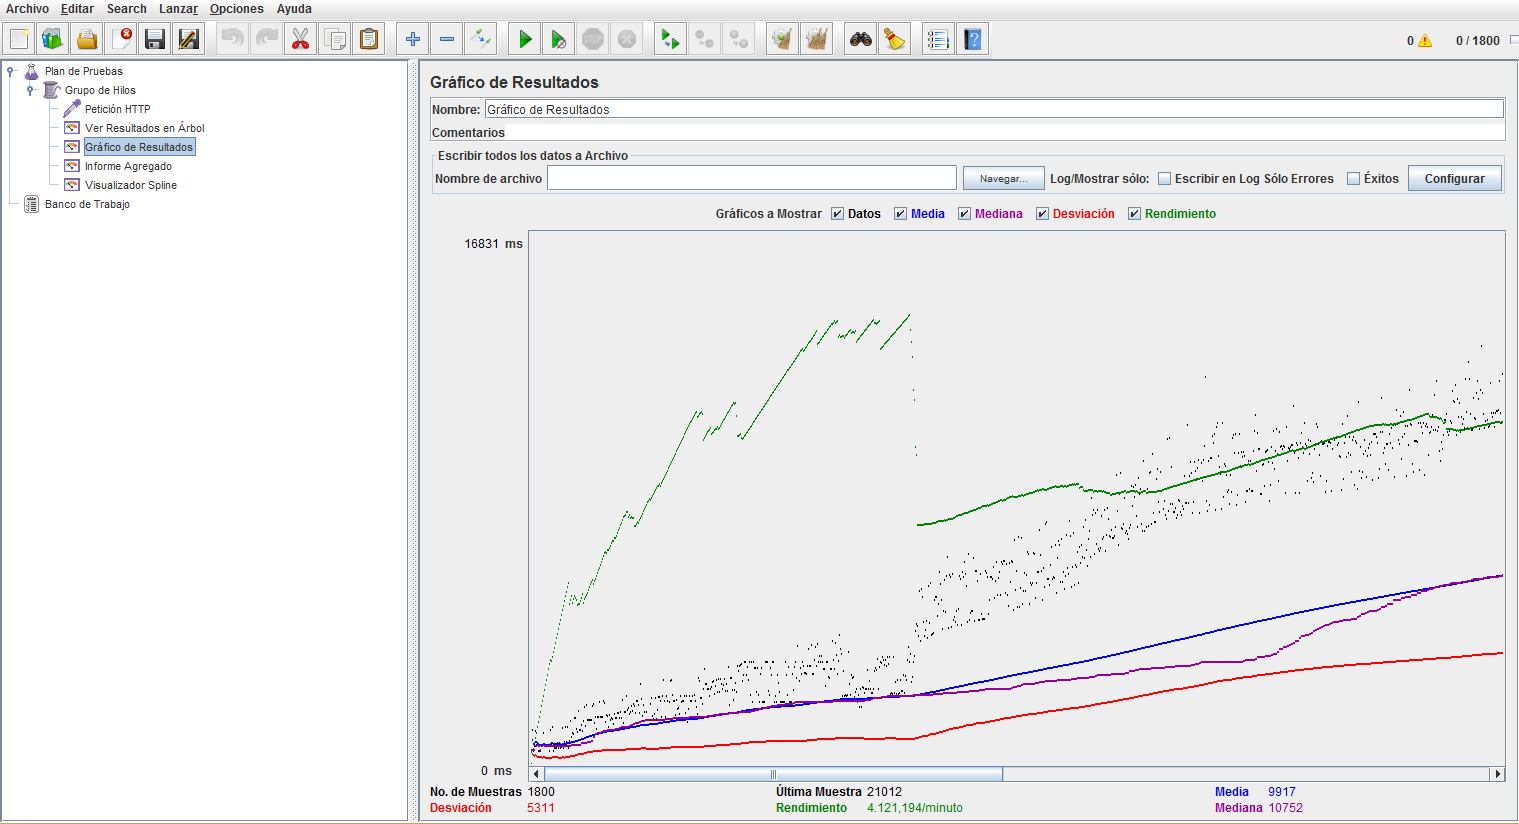 Archivo Editar Search Lanzar Opciones Ayuda
STOP
0 0 / 1800
Plan de Pruebas
Grupo de Hilos
Petición HTTP
Ver Resultados en Árbol
Gráfico de Resultados
Informe Agregado
Visualizador Spline
Banco de Trabajo
Gráfico de Resultados
Nombre: Gráfico de Resultados
Comentarios
Escribir todos los datos a Archivo
Nombre de archivo Navegar... Log/Mostrar sólo: Escribir en Log Sólo Errores Éxitos Configurar
Gráficos a Mostrar Datos Media Mediana Desviación Rendimiento
16831 ms
0 ms
No. de Muestras 1800 Última Muestra 21012 Media 9917
Desviación 5311 Rendimiento 4.121,194/minuto Mediana 10752